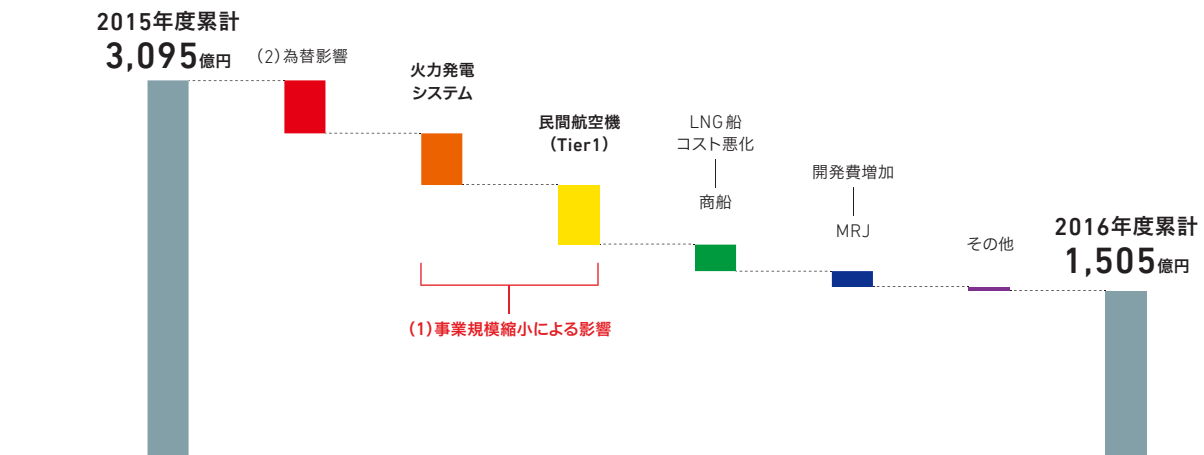 2015年度累計
3,095億円
(2)為替影響
火力発電
システム
民間航空機
(Tier1)
LNG船
コスト悪化
商船
開発費増加
MRJ
その他
2016年度累計
1,505億円
(1)事業規模縮小による影響